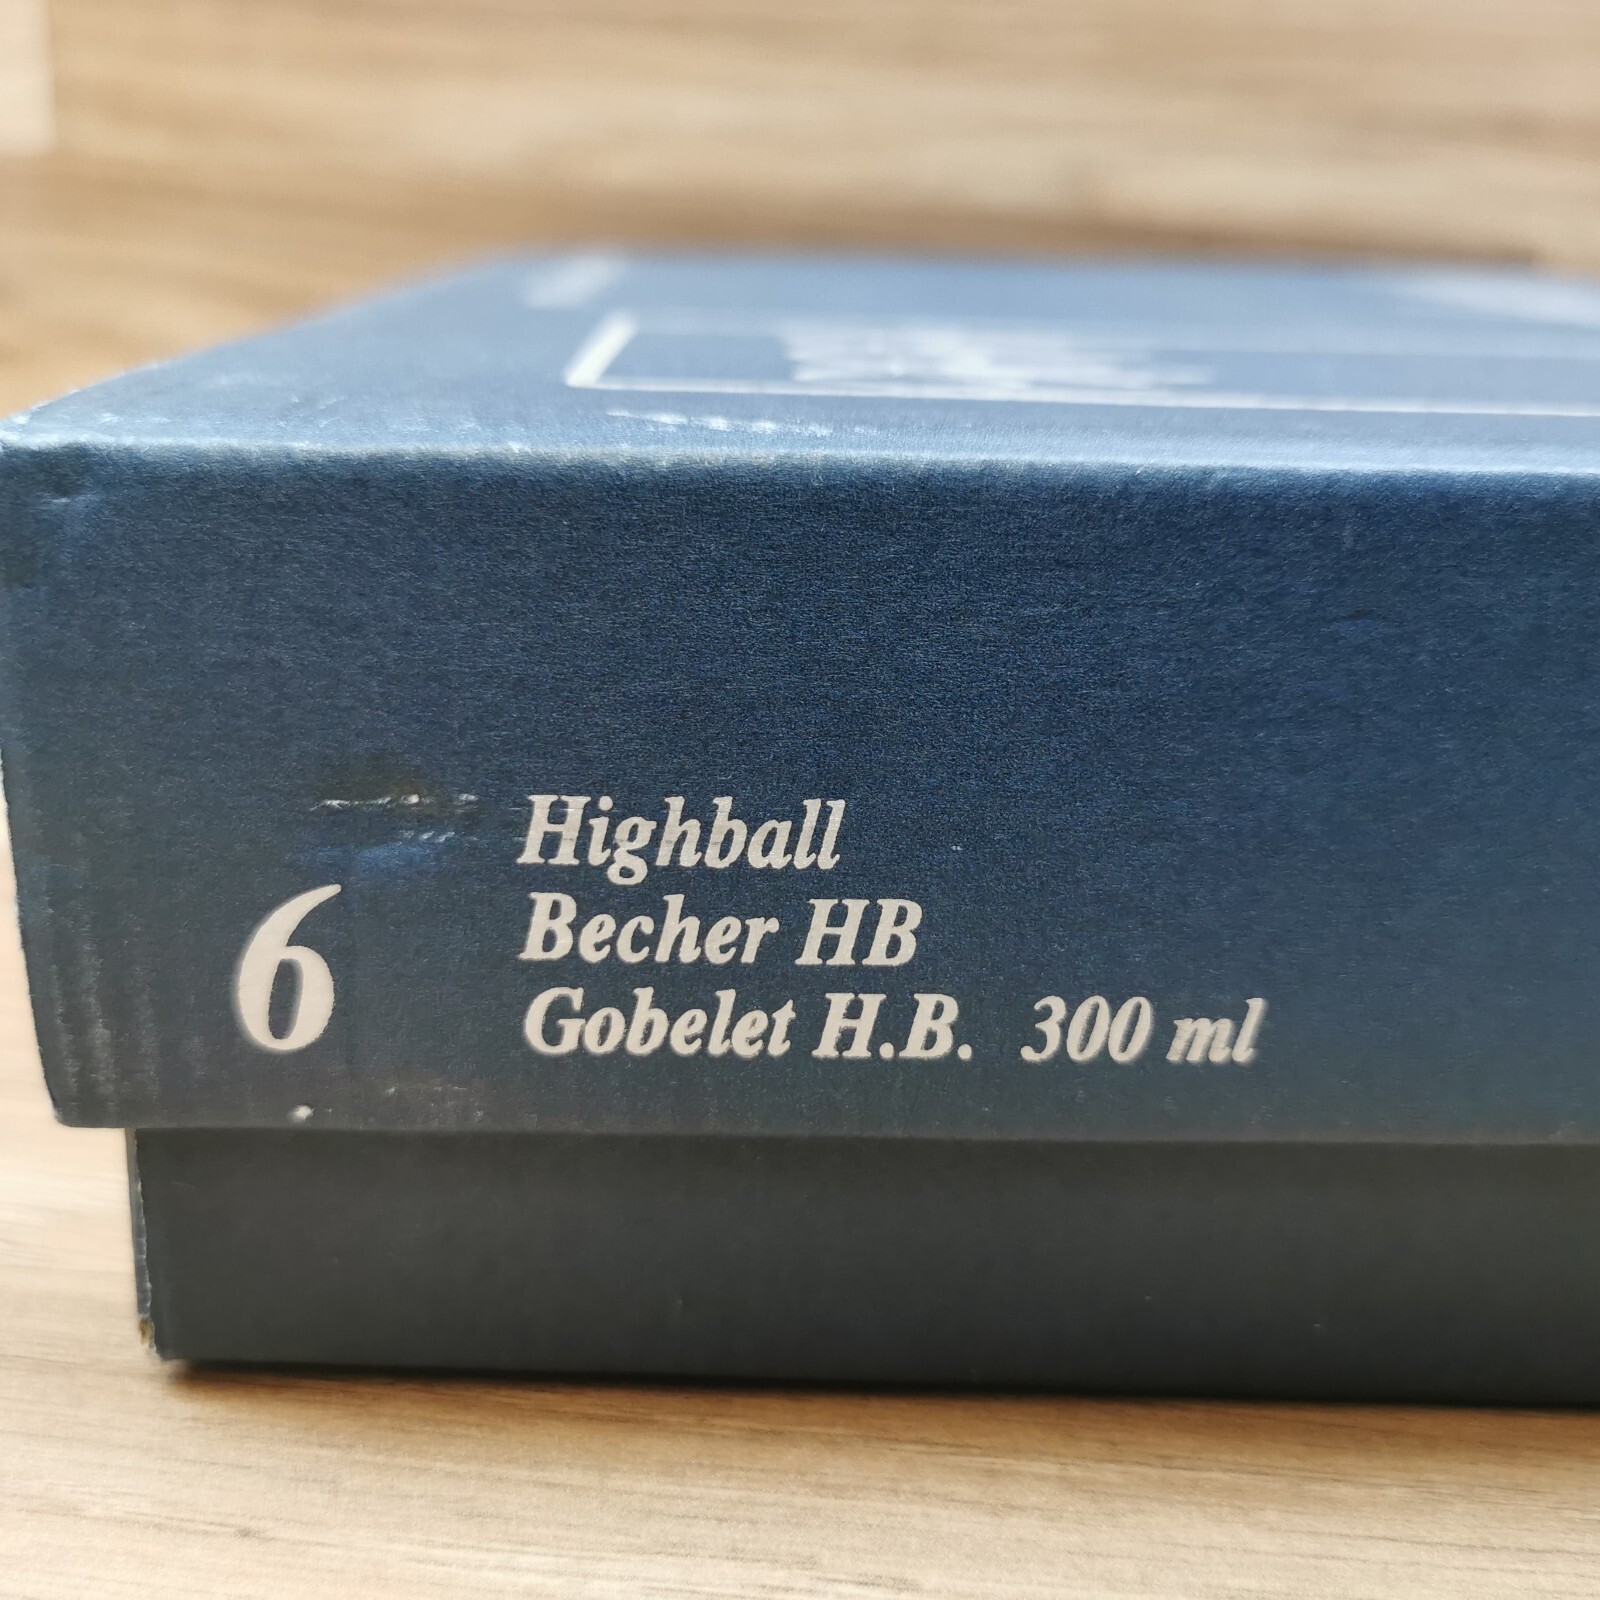 6
Highball
Becher HB
Gobelet H.B. 300 ml